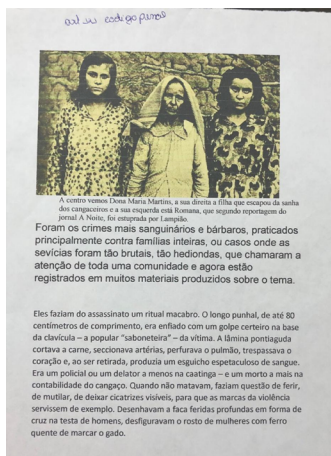 art codigo penal
A centro vemos Dona Maria Martins, a sua direita a filha que escapou da sanha
dos cangaceiros e a sua esquerda está Romana, que segundo reportagem do
jornal A Noite, foi estuprada por Lampião.
Foram os crimes mais sanguinários e bárbaros, praticados
principalmente contra famílias inteiras, ou casos onde as
sevícias foram tão brutais, tão hediondas, que chamaram a
atenção de toda uma comunidade e agora estão
registrados em muitos materiais produzidos sobre o tema.
Eles faziam do assassinato um ritual macabro. O longo punhal, de até 80
centímetros de comprimento, era enfiado com um golpe certeiro na base
da clavícula – a popular “saboneteira” – da vítima. A lâmina pontiaguda
cortava a carne, seccionava artérias, perfurava o pulmão, trespassava o
coração e, ao ser retirada, produzia um esguicho espetaculoso de sangue.
Era um policial ou um delator a menos na caatinga – e um morto a mais na
contabilidade do cangaço. Quando não matavam, faziam questão de ferir,
de mutilar, de deixar cicatrizes visíveis, para que as marcas da violência
servissem de exemplo. Desenhavam a faca feridas profundas em forma de
cruz na testa de homens, desfiguravam o rosto de mulheres com ferro
quente de marcar o gado.